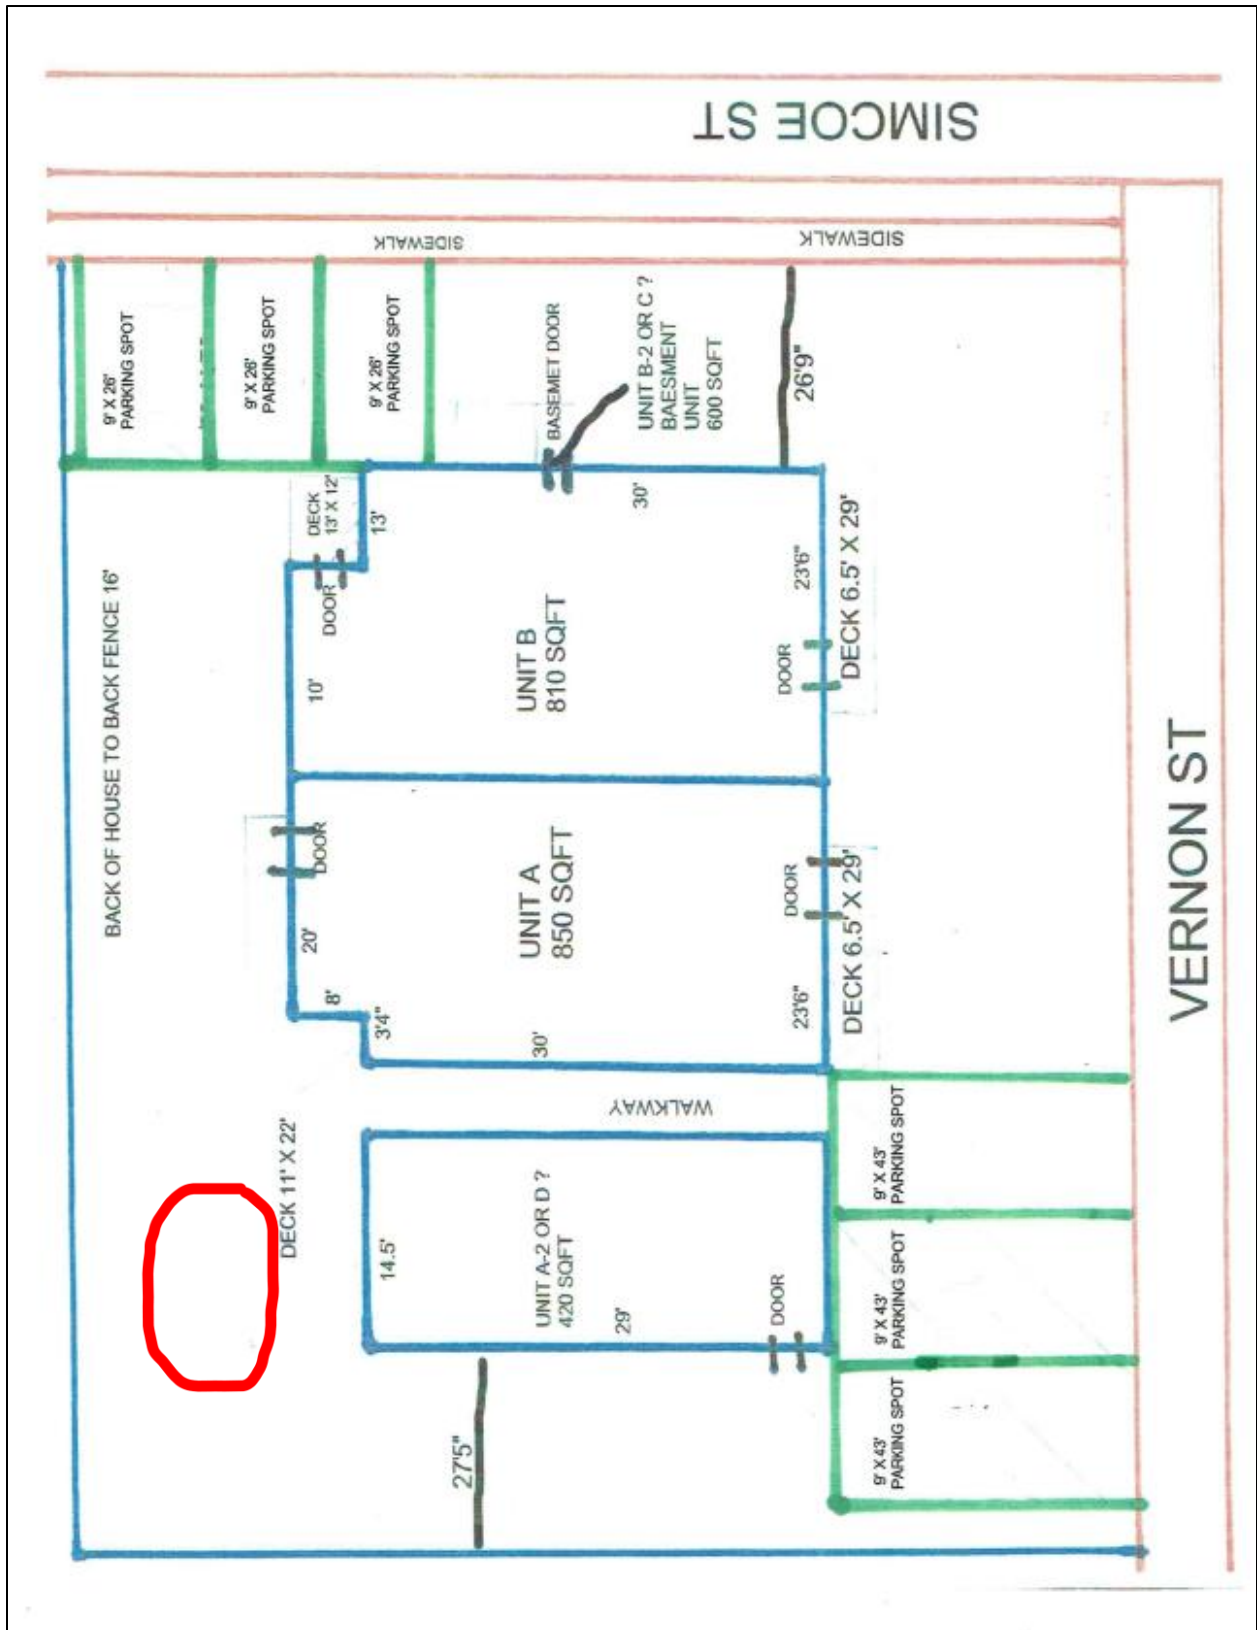 SIMCOE ST
SIDEWALK
SIDEWALK
9' X 26'
PARKING SPOT
9' X 26'
PARKING SPOT
9' X 26'
PARKING SPOT
BASEMET DOOR
UNIT B-2 OR C ?
BAESMENT
UNIT
600 SQFT
26'9"
DECK
13' X 12'
13'
30'
DOOR
BACK OF HOUSE TO BACK FENCE 16'
10'
UNIT B
810 SQFT
23'6"
DOOR
DECK 6.5' X 29'
DOOR
20'
8'
3'4"
UNIT A
850 SQFT
30'
DOOR
23'6"
DECK 6.5' X 29'
VERNON ST
WALKWAY
DECK 11' X 22'
14.5'
UNIT A-2 OR D ?
420 SQFT
29'
DOOR
9' X 43'
PARKING SPOT
9' X 43'
PARKING SPOT
9' X 43'
PARKING SPOT
27'5"